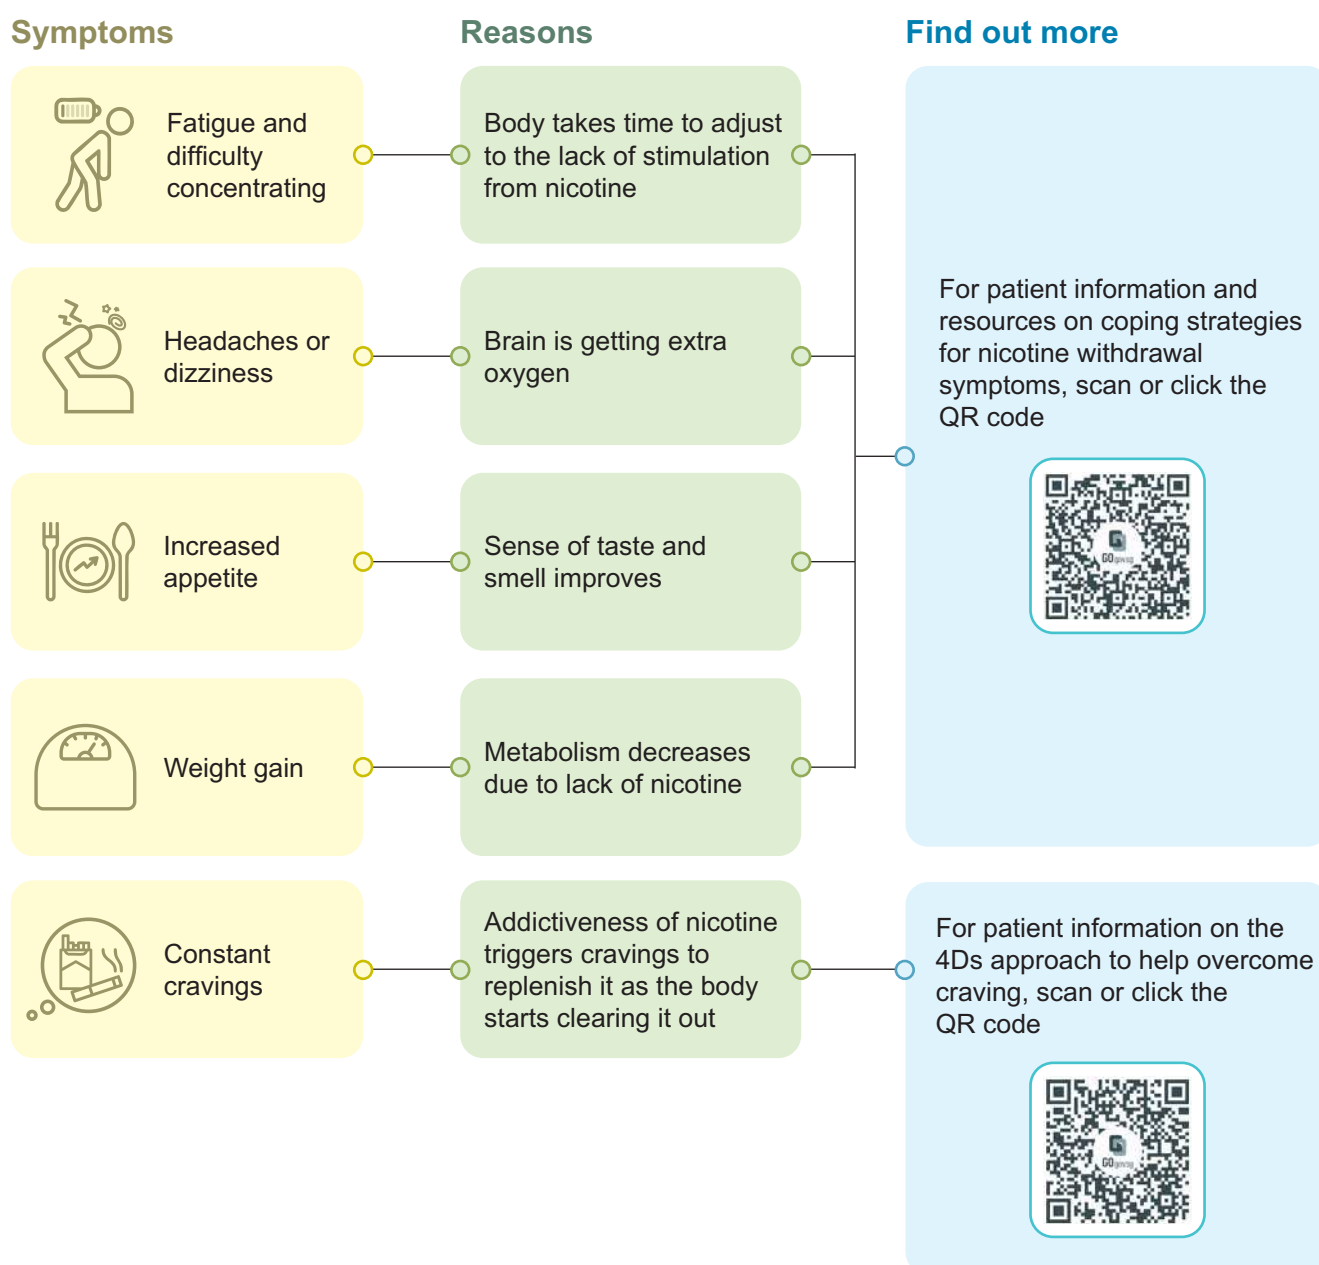 Symptoms
Reasons
Find out more
Fatigue and
difficulty
concentrating
Body takes time to adjust
to the lack of stimulation
from nicotine
Headaches or
dizziness
Brain is getting extra
oxygen
Increased
appetite
Sense of taste and
smell improves
Weight gain
Metabolism decreases
due to lack of nicotine
For patient information and
resources on coping strategies
for nicotine withdrawal
symptoms, scan or click the
QR code
GOgovsg
Constant
cravings
Addictiveness of nicotine
triggers cravings to
replenish it as the body
starts clearing it out
For patient information on the
4Ds approach to help overcome
craving, scan or click the
QR code
GOgovsg